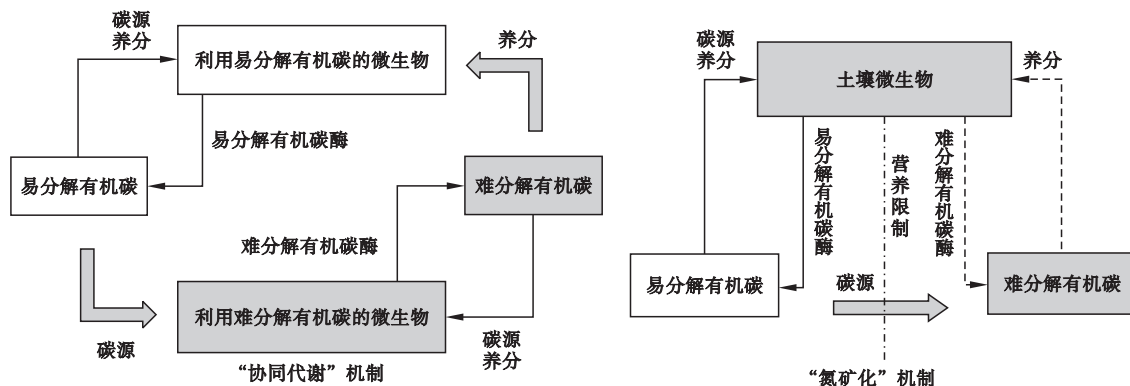 碳源
养分
利用易分解有机碳的微生物
养分
易分解有机碳酶
易分解有机碳
难分解有机碳
难分解有机碳酶
利用难分解有机碳的微生物
碳源
碳源
养分
“协同代谢”机制
碳源
养分
土壤微生物
养分
易分解有机碳酶
营养限制
难分解有机碳酶
易分解有机碳
碳源
难分解有机碳
“氮矿化”机制